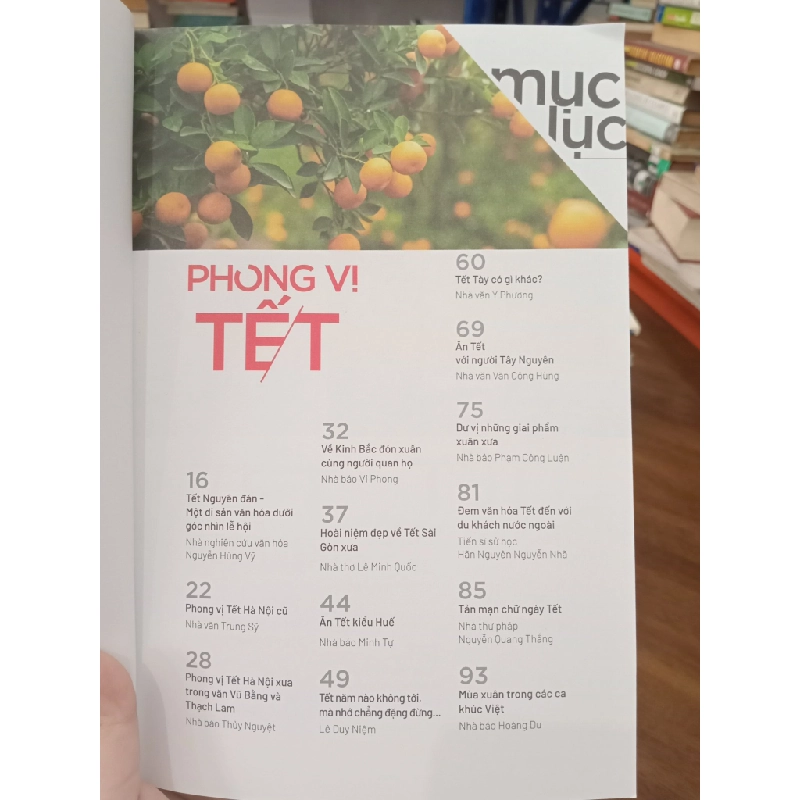 mục
lục
PHONG VỊ
TẾT
16
Tết Nguyên đán -
Một di sản văn hóa dưới
góc nhìn lễ hội
Nhà nghiên cứu văn hóa
Nguyễn Hùng Vỹ
22
Phong vị Tết Hà Nội cũ
Nhà văn Trung Sỹ
28
Phong vị Tết Hà Nội xưa
trong văn Vũ Bằng và
Thạch Lam
Nhà báo Thủy Nguyệt
32
Về Kinh Bắc đón xuân
cùng người quan họ
Nhà báo Vi Phong
37
Hoài niệm đẹp về Tết Sài
Gòn xưa
Nhà thơ Lê Minh Quốc
44
Ăn Tết kiểu Huế
Nhà báo Minh Tự
49
Tết năm nào không tới,
mà nhớ chẳng động đừng...
Lê Duy Niệm
60
Tết Tày có gì khác?
Nhà văn Y Phương
69
Ăn Tết
với người Tây Nguyên
Nhà văn Văn Công Hùng
75
Dư vị những giai phẩm
xuân xưa
Nhà báo Phạm Công Luận
81
Đem văn hóa Tết đến với
du khách nước ngoài
Tiến sĩ sử học
Hãn Nguyên Nguyễn Nhã
85
Tản mạn chữ ngày Tết
Nhà thư pháp
Nguyễn Quang Thắng
93
Mùa xuân trong các ca
khúc Việt
Nhà báo Hoàng Du